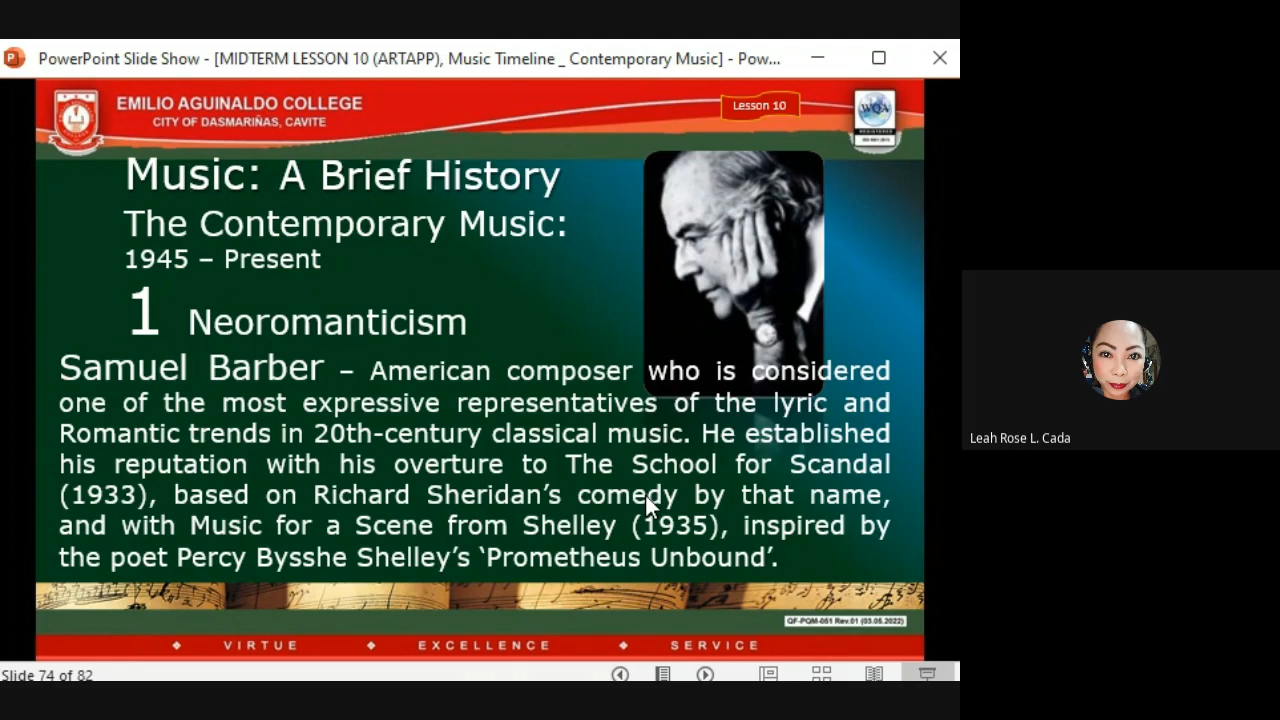 PowerPoint Slide Show - [MIDTERM LESSON 10 (ARTAPP), Music Timeline _ Contemporary Music] - Pow...
EMILIO AGUINALDO COLLEGE
CITY OF DASMARIÑAS, CAVITE
Lesson 10
WQA
Music: A Brief History
The Contemporary Music:
1945 – Present
1 Neoromanticism
Samuel Barber – American composer who is considered
one of the most expressive representatives of the lyric and
Romantic trends in 20th-century classical music. He established
his reputation with his overture to The School for Scandal
(1933), based on Richard Sheridan’s comedy by that name,
and with Music for a Scene from Shelley (1935), inspired by
the poet Percy Bysshe Shelley’s ‘Prometheus Unbound’.
QF-PQM-051 Rev.01 (03.05.2022)
VIRTUE EXCELLENCE SERVICE
Slide 74 of 82
Leah Rose L. Cada